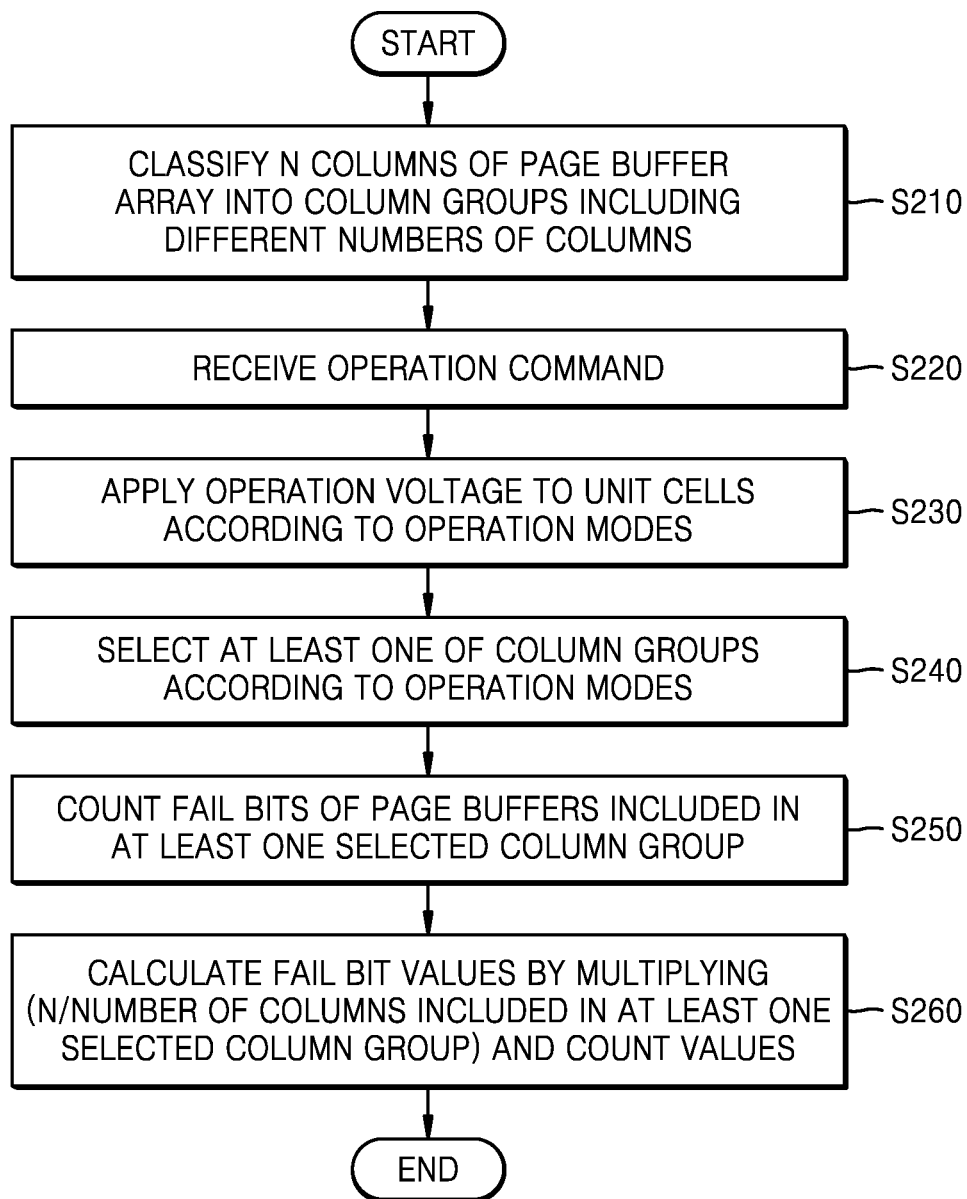 START
CLASSIFY N COLUMNS OF PAGE BUFFER
ARRAY INTO COLUMN GROUPS INCLUDING
DIFFERENT NUMBERS OF COLUMNS
S210
RECEIVE OPERATION COMMAND
S220
APPLY OPERATION VOLTAGE TO UNIT CELLS
ACCORDING TO OPERATION MODES
S230
SELECT AT LEAST ONE OF COLUMN GROUPS
ACCORDING TO OPERATION MODES
S240
COUNT FAIL BITS OF PAGE BUFFERS INCLUDED IN
AT LEAST ONE SELECTED COLUMN GROUP
S250
CALCULATE FAIL BIT VALUES BY MULTIPLYING
(N/NUMBER OF COLUMNS INCLUDED IN AT LEAST ONE
SELECTED COLUMN GROUP) AND COUNT VALUES
S260
END